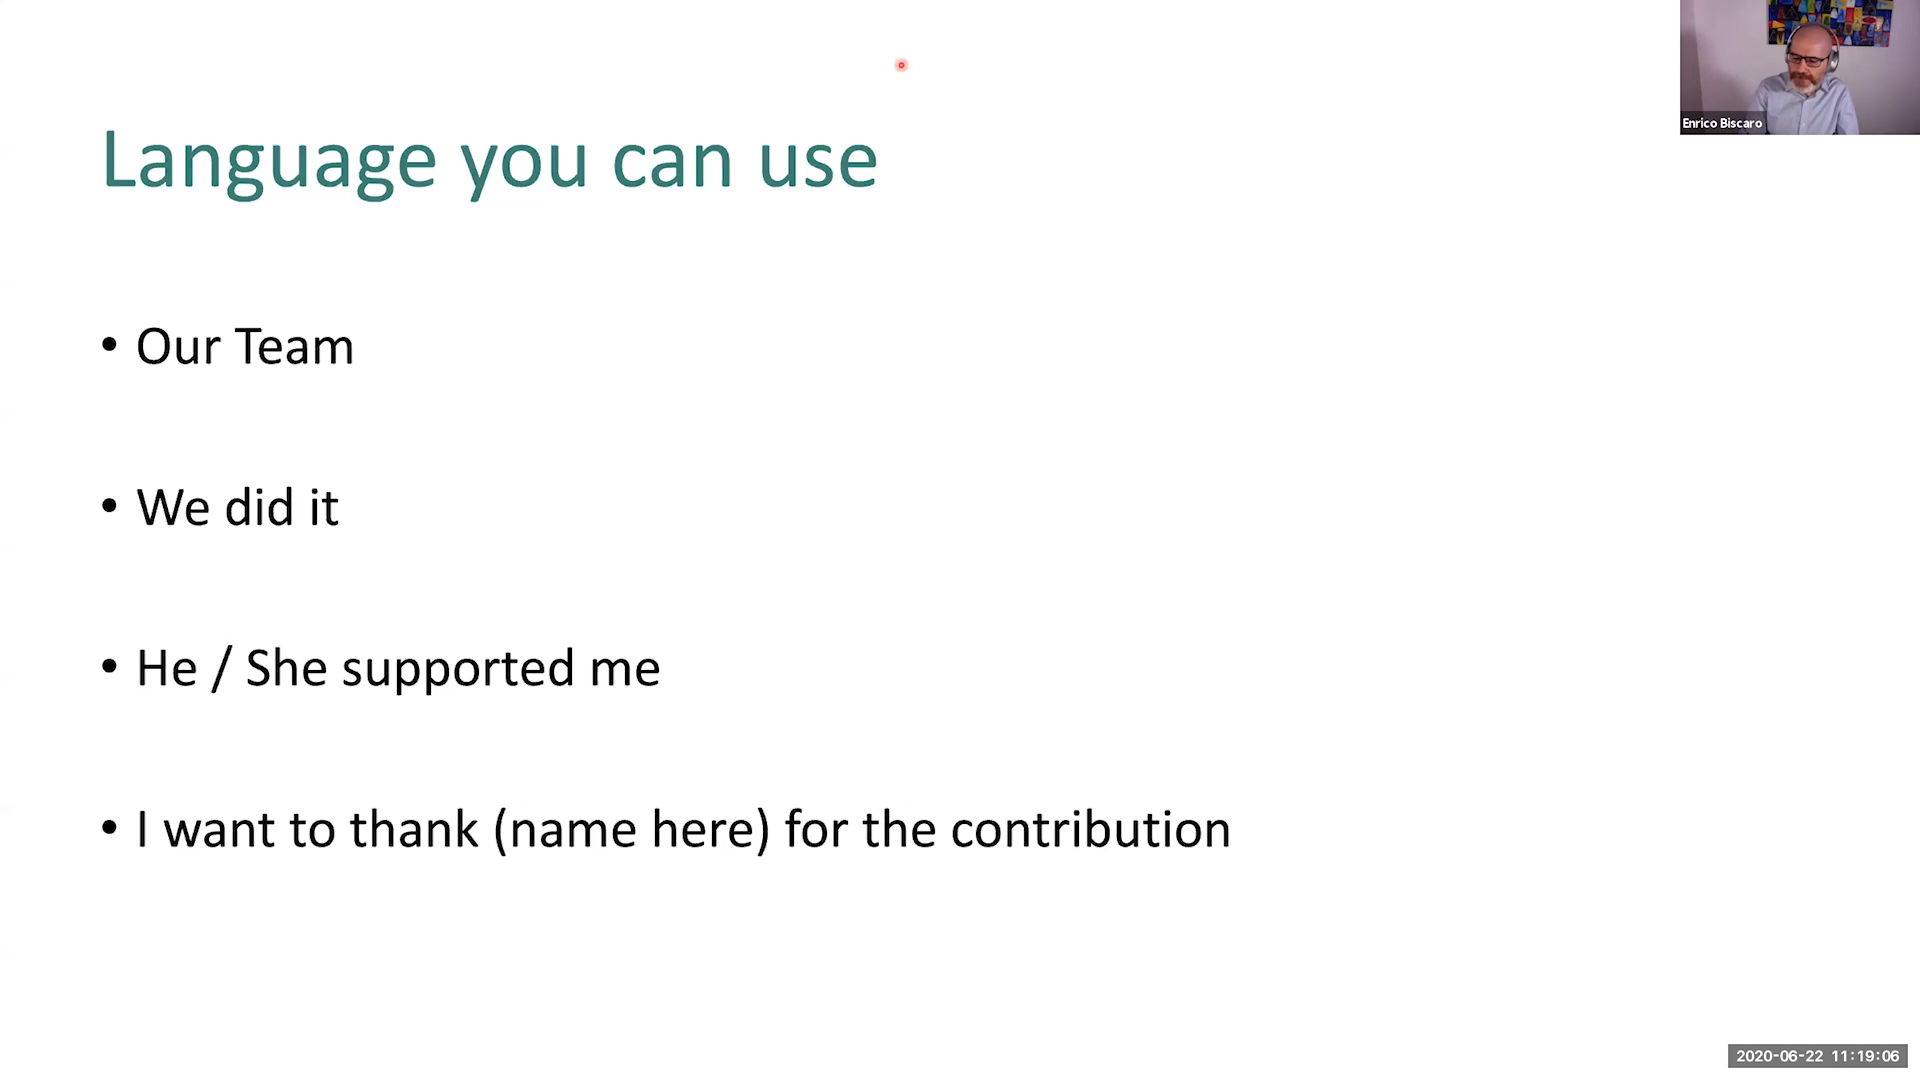 Enrico Biscaro
Language you can use
• Our Team
• We did it
• He / She supported me
• I want to thank (name here) for the contribution
2020-06-22 11:19:06